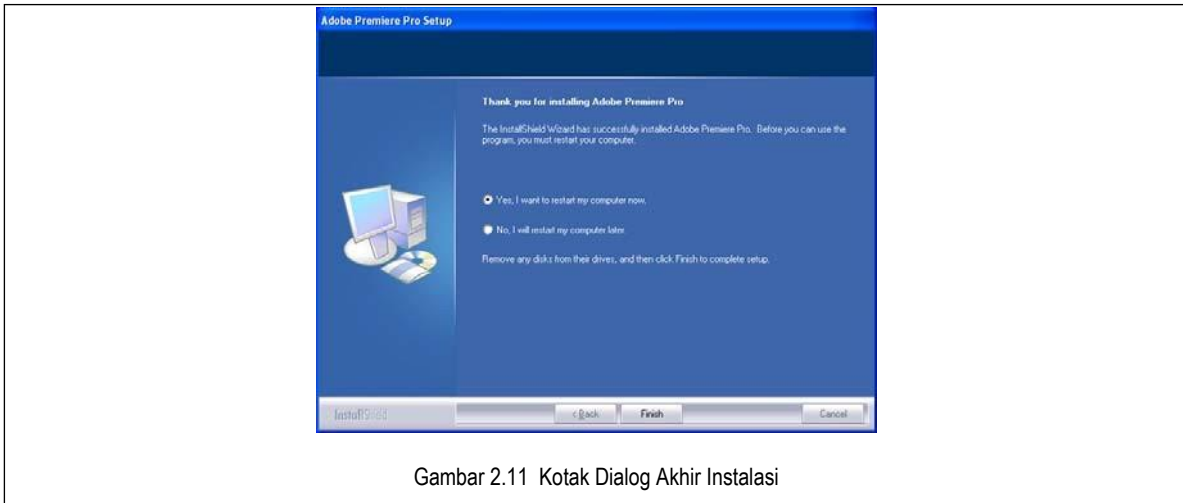 Adobe Premiere Pro Setup
Thank you for installing Adobe Premiere Pro
The InstallShield Wizard has successfully installed Adobe Premiere Pro. Before you can use the
program, you must restart your computer.
Yes, I want to restart my computer now.
No, I will restart my computer later.
Remove any disks from their drives, and then click Finish to complete setup.
InstallShield
< Back Finish Cancel
Gambar 2.11 Kotak Dialog Akhir Instalasi